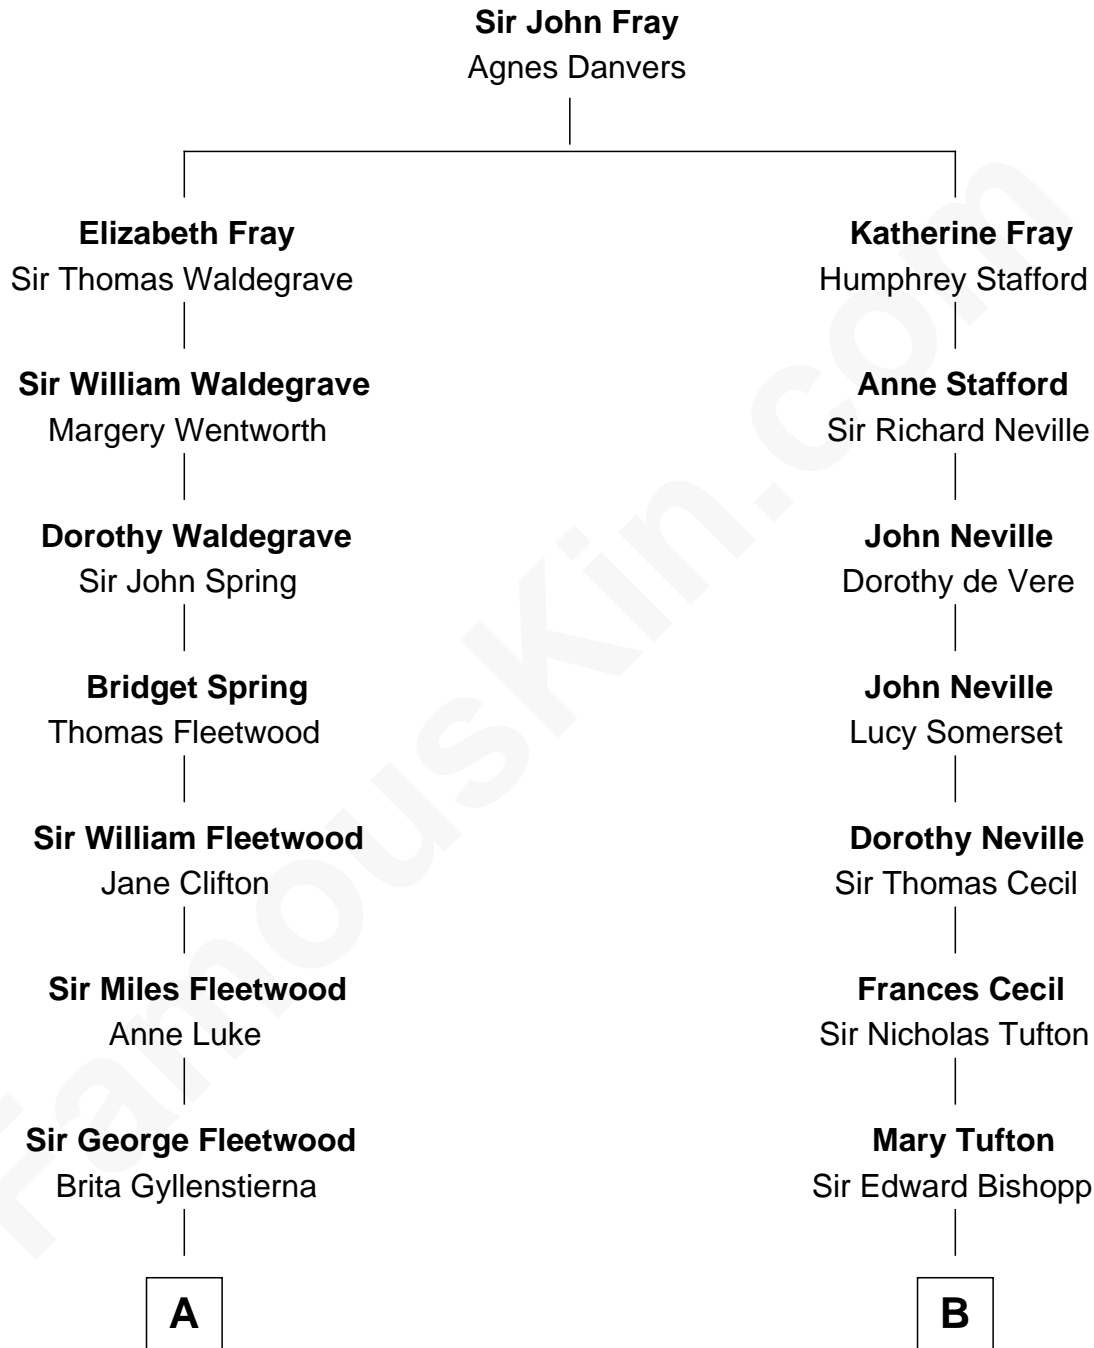 Sir John Fray
Agnes Danvers
Elizabeth Fray
Sir Thomas Waldegrave
Katherine Fray
Humphrey Stafford
Sir William Waldegrave
Margery Wentworth
Anne Stafford
Sir Richard Neville
Dorothy Waldegrave
Sir John Spring
John Neville
Dorothy de Vere
Bridget Spring
Thomas Fleetwood
John Neville
Lucy Somerset
Sir William Fleetwood
Jane Clifton
Dorothy Neville
Sir Thomas Cecil
Sir Miles Fleetwood
Anne Luke
Frances Cecil
Sir Nicholas Tufton
Sir George Fleetwood
Brita Gyllenstierna
Mary Tufton
Sir Edward Bishopp
A
B
FamousKin.com